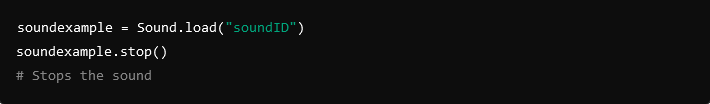 soundexample = Sound.load("soundID")
soundexample.stop()
# Stops the sound